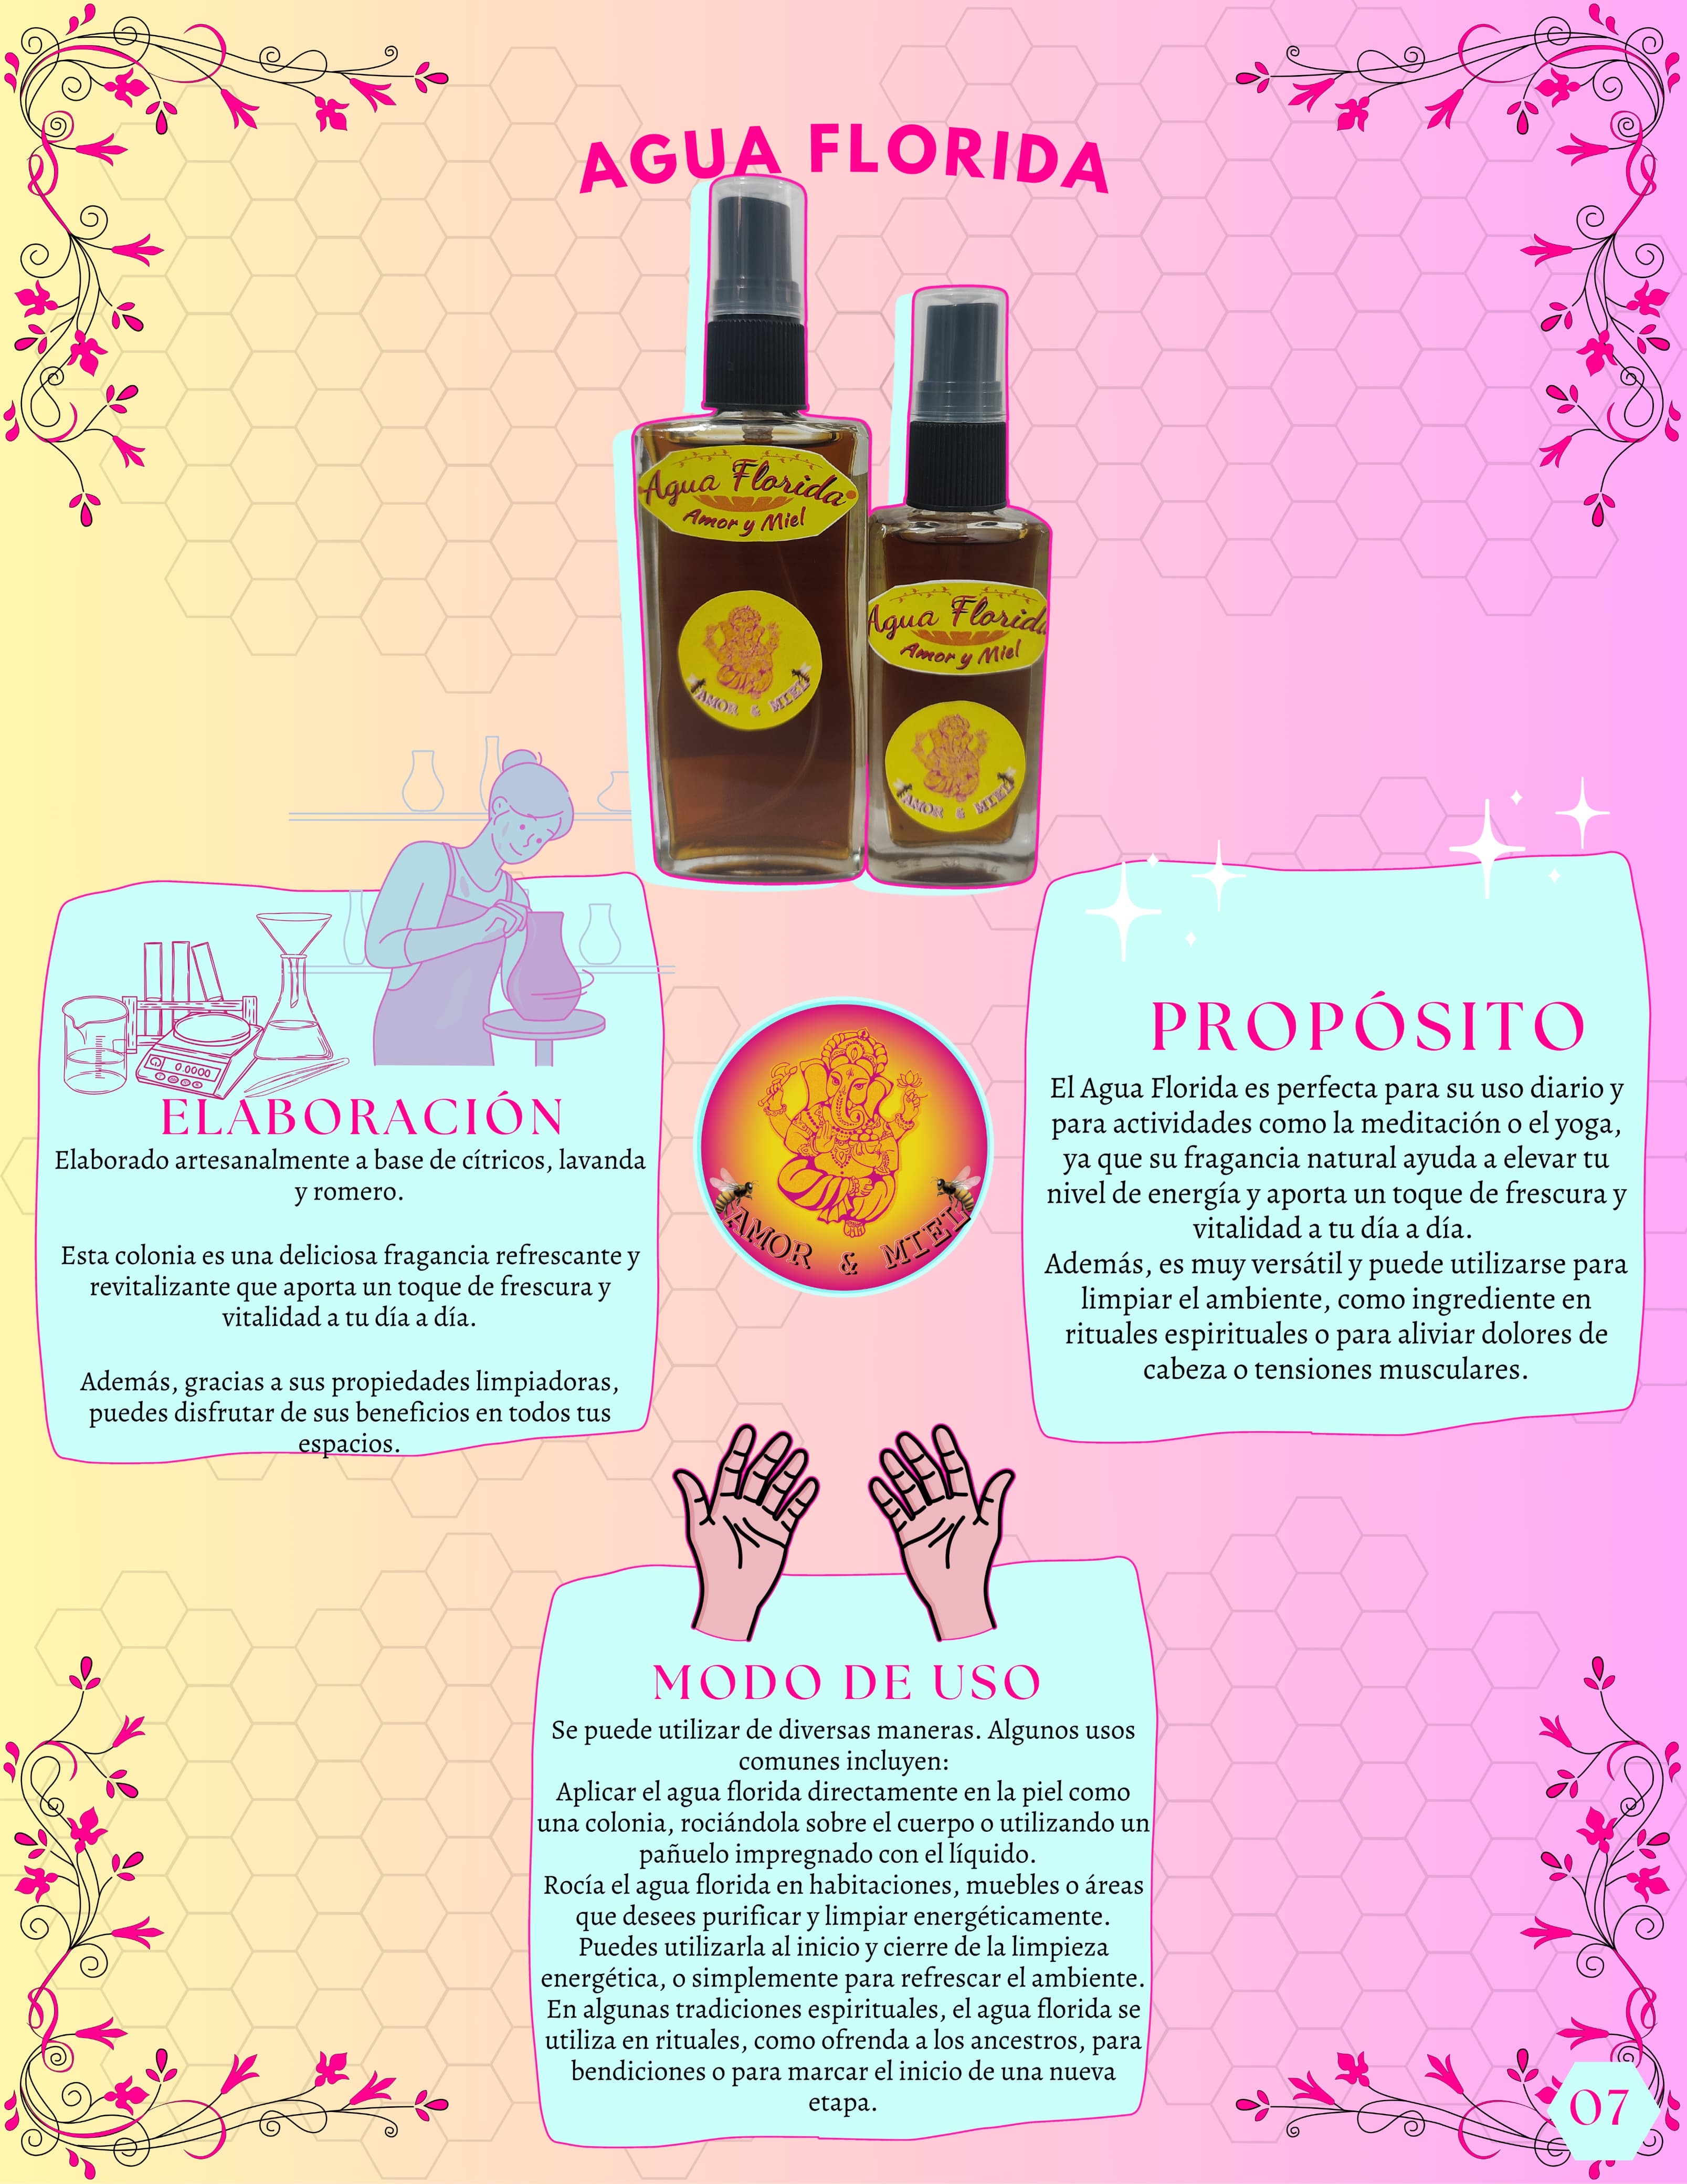 AGUA FLORIDA
Agua Florida
Amor y Miel
AMOR & MIEL
Agua Florida
Amor y Miel
AMOR & MIEL
0.0000
ELABORACIÓN
Elaborado artesanalmente a base de cítricos, lavanda
y romero.
Esta colonia es una deliciosa fragancia refrescante y
revitalizante que aporta un toque de frescura y
vitalidad a tu día a día.
Además, gracias a sus propiedades limpiadoras,
puedes disfrutar de sus beneficios en todos tus
espacios.
AMOR & MIEL
PROPÓSITO
El Agua Florida es perfecta para su uso diario y
para actividades como la meditación o el yoga,
ya que su fragancia natural ayuda a elevar tu
nivel de energía y aporta un toque de frescura y
vitalidad a tu día a día.
Además, es muy versátil y puede utilizarse para
limpiar el ambiente, como ingrediente en
rituales espirituales o para aliviar dolores de
cabeza o tensiones musculares.
MODO DE USO
Se puede utilizar de diversas maneras. Algunos usos
comunes incluyen:
Aplicar el agua florida directamente en la piel como
una colonia, rociándola sobre el cuerpo o utilizando un
pañuelo impregnado con el líquido.
Rocía el agua florida en habitaciones, muebles o áreas
que desees purificar y limpiar energéticamente.
Puedes utilizarla al inicio y cierre de la limpieza
energética, o simplemente para refrescar el ambiente.
En algunas tradiciones espirituales, el agua florida se
utiliza en rituales, como ofrenda a los ancestros, para
bendiciones o para marcar el inicio de una nueva
etapa.
07